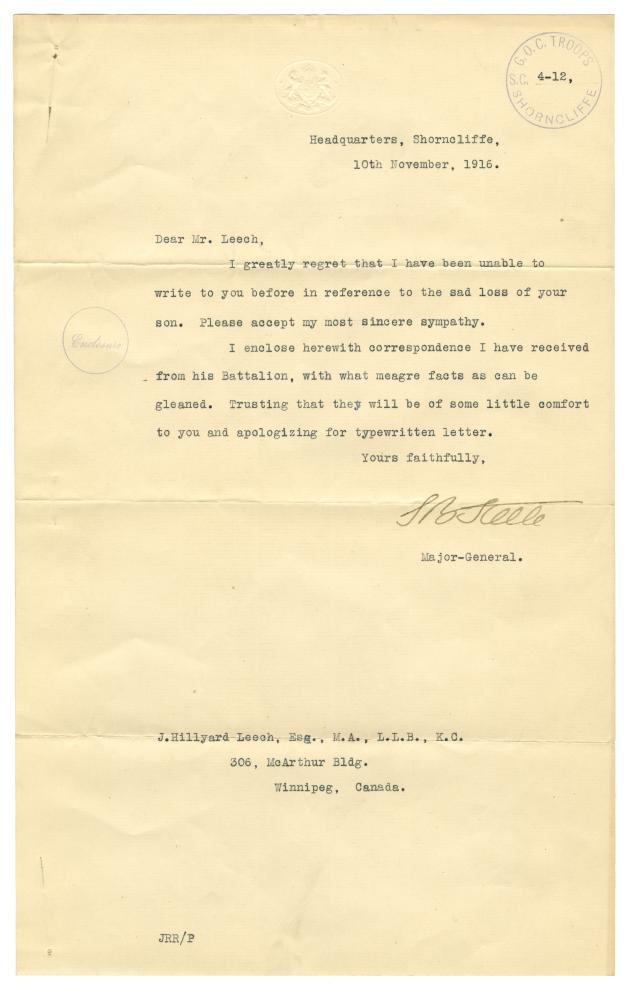 G.O.C. TROOPS
S.C. 4-12,
SHORNCLIFFE
Headquarters, Shorncliffe,
10th November, 1916.
Dear Mr. Leech,
I greatly regret that I have been unable to
write to you before in reference to the sad loss of your
son. Please accept my most sincere sympathy.
Enclosure
I enclose herewith correspondence I have received
from his Battalion, with what meagre facts as can be
gleaned. Trusting that they will be of some little comfort
to you and apologizing for typewritten letter.
Yours faithfully,
S B Steele
Major-General.
J.Hillyard Leech, Esq., M.A., L.L.B., K.C.
306, McArthur Bldg.
Winnipeg, Canada.
JRR/P